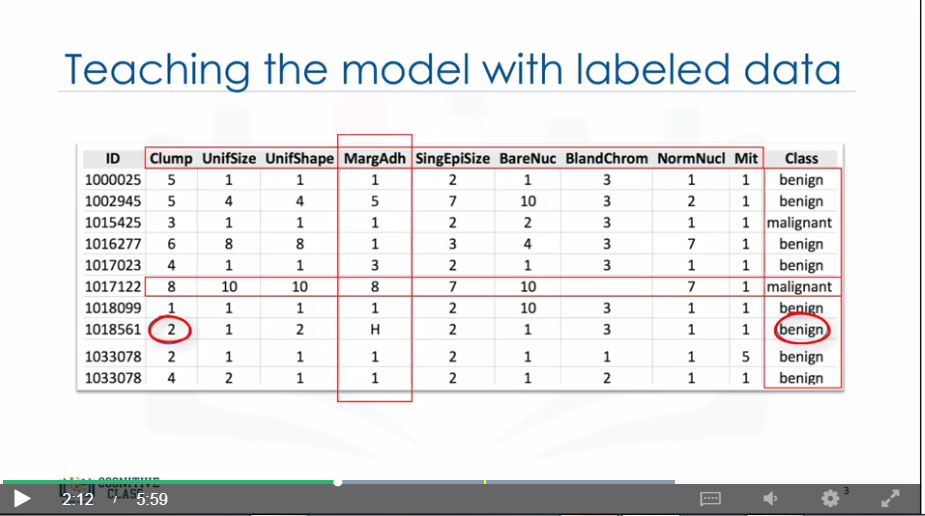 Teaching the model with labeled data
ID Clump UnifSize UnifShape MargAdh SingEpiSize BareNuc BlandChrom NormNucl Mit Class
1000025 5 1 1 1 2 1 3 1 1 benign
1002945 5 4 4 5 7 10 3 2 1 benign
1015425 3 1 1 1 2 2 3 1 1 malignant
1016277 6 8 8 1 3 4 3 7 1 benign
1017023 4 1 1 3 2 1 3 1 1 benign
1017122 8 10 10 8 7 10 7 1 malignant
1018099 1 1 1 1 2 10 3 1 1 benign
1018561 2 1 2 H 2 1 3 1 1 benign
1033078 2 1 1 1 2 1 1 1 5 benign
1033078 4 2 1 1 2 1 2 1 1 benign
COGNITIVE
CLASS
2:12 / 5:59
3